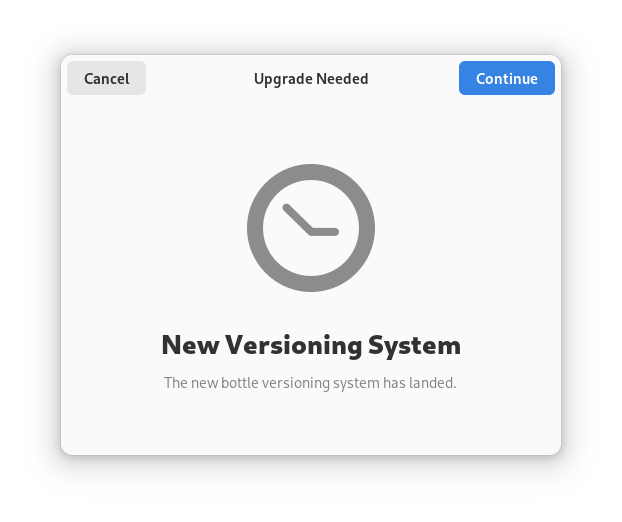 Cancel
Upgrade Needed
Continue
New Versioning System
The new bottle versioning system has landed.